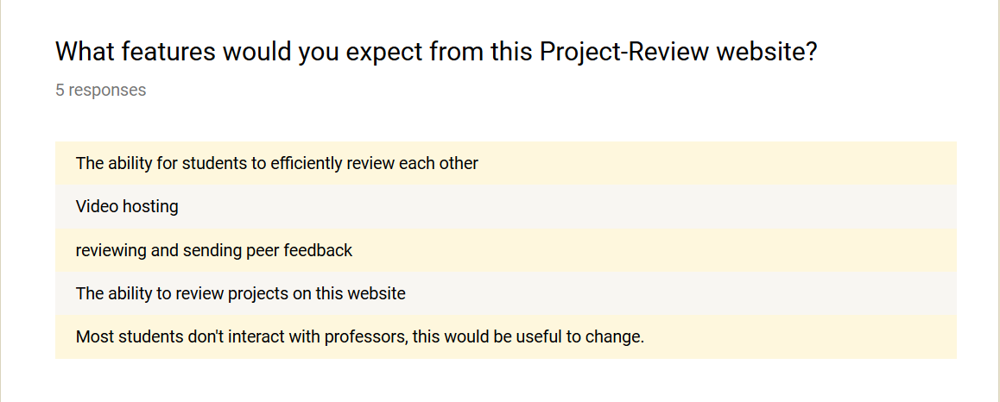 What features would you expect from this Project-Review website?
5 responses
The ability for students to efficiently review each other
Video hosting
reviewing and sending peer feedback
The ability to review projects on this website
Most students don't interact with professors, this would be useful to change.